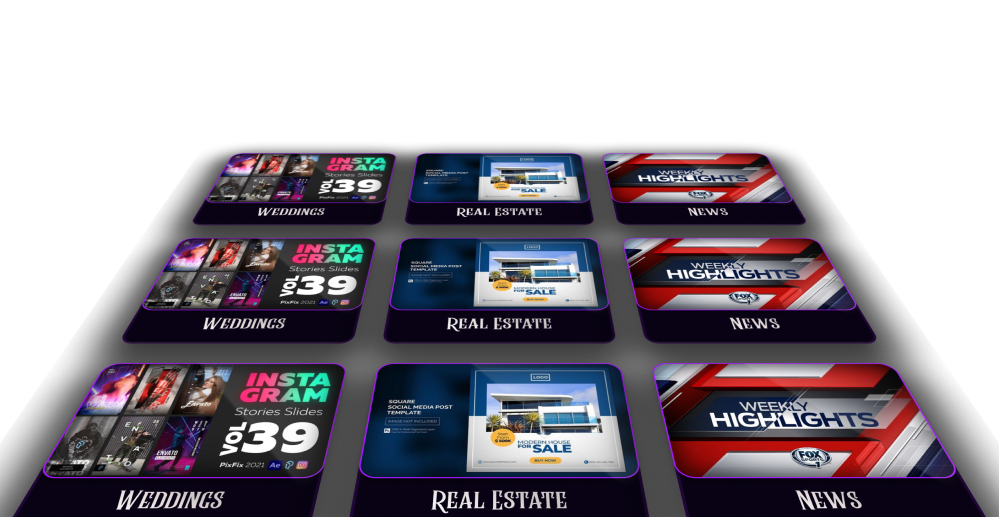 INSTA
GRAM
Stories Slides
VOL 39
PixFix 2021 Ae
SQUARE
SOCIAL MEDIA POST
TEMPLATE
SALE
WEEKLY
HIGHLIGHTS
FOX
WEDDINGS
REAL ESTATE
NEWS
INSTA
GRAM
Stories Slides
VOL 39
PixFix 2021 Ae
SQUARE
SOCIAL MEDIA POST
TEMPLATE
MODERN HOUSE
FOR SALE
BUY NOW
WEEKLY
HIGHLIGHTS
FOX
WEDDINGS
REAL ESTATE
NEWS
INSTA
GRAM
Stories Slides
VOL 39
PixFix 2021 Ae
ENVATO
Envato
LOGO
SQUARE
SOCIAL MEDIA POST
TEMPLATE
IMAGE NOT INCLUDED
MODERN HOUSE
FOR SALE
BUY NOW
WEEKLY
HIGHLIGHTS
FOX
SPORTS
1
WEDDINGS
REAL ESTATE
NEWS